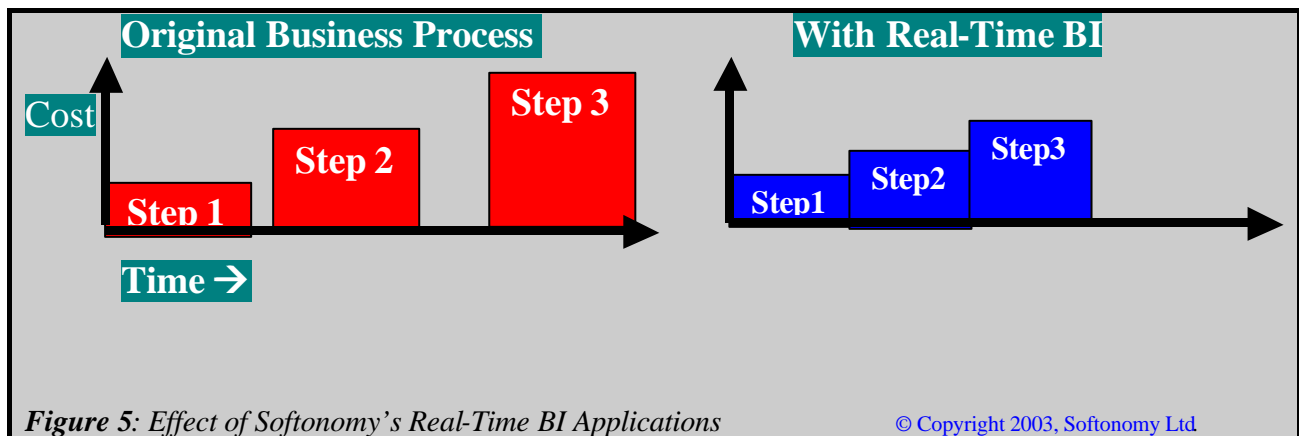 Original Business Process
With Real-Time BI
Cost
Step 1
Step 2
Step 3
Step1
Step2
Step3
Time →
Figure 5: Effect of Softonomy's Real-Time BI Applications
© Copyright 2003, Softonomy Ltd.